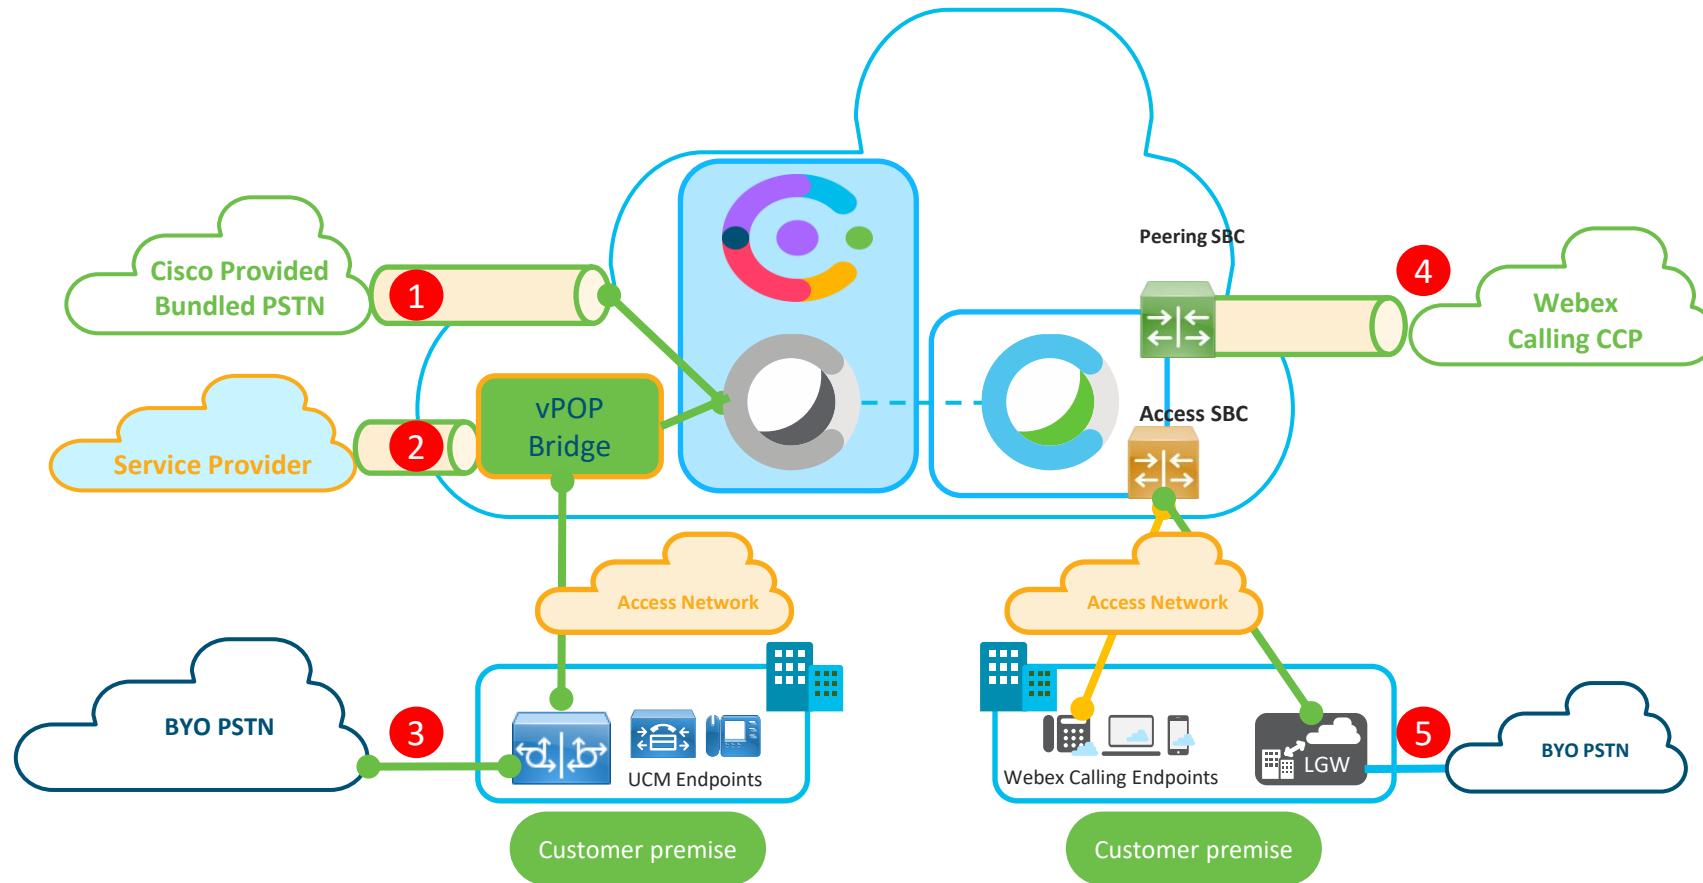 Peering SBC
Cisco Provided
Bundled PSTN
1
4
Webex
Calling CCP
vPOP
Bridge
Access SBC
Service Provider
2
Access Network
Access Network
BYO PSTN
3
UCM Endpoints
Webex Calling Endpoints
LGW
5
BYO PSTN
Customer premise
Customer premise